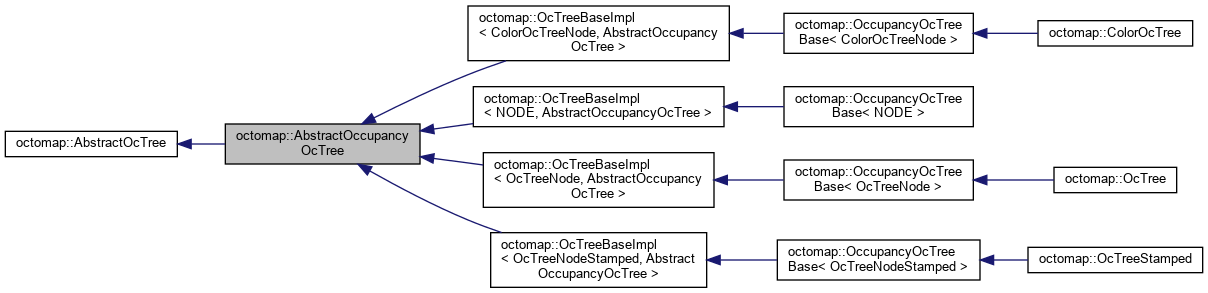 octomap::AbstractOcTree
octomap::AbstractOccupancy
OcTree
octomap::OcTreeBaseImpl
< ColorOcTreeNode, AbstractOccupancy
OcTree >
octomap::OccupancyOcTree
Base< ColorOcTreeNode >
octomap::ColorOcTree
octomap::OcTreeBaseImpl
< NODE, AbstractOccupancyOcTree >
octomap::OccupancyOcTree
Base< NODE >
octomap::OcTreeBaseImpl
< OcTreeNode, AbstractOccupancy
OcTree >
octomap::OccupancyOcTree
Base< OcTreeNode >
octomap::OcTree
octomap::OcTreeBaseImpl
< OcTreeNodeStamped, Abstract
OccupancyOcTree >
octomap::OccupancyOcTree
Base< OcTreeNodeStamped >
octomap::OcTreeStamped